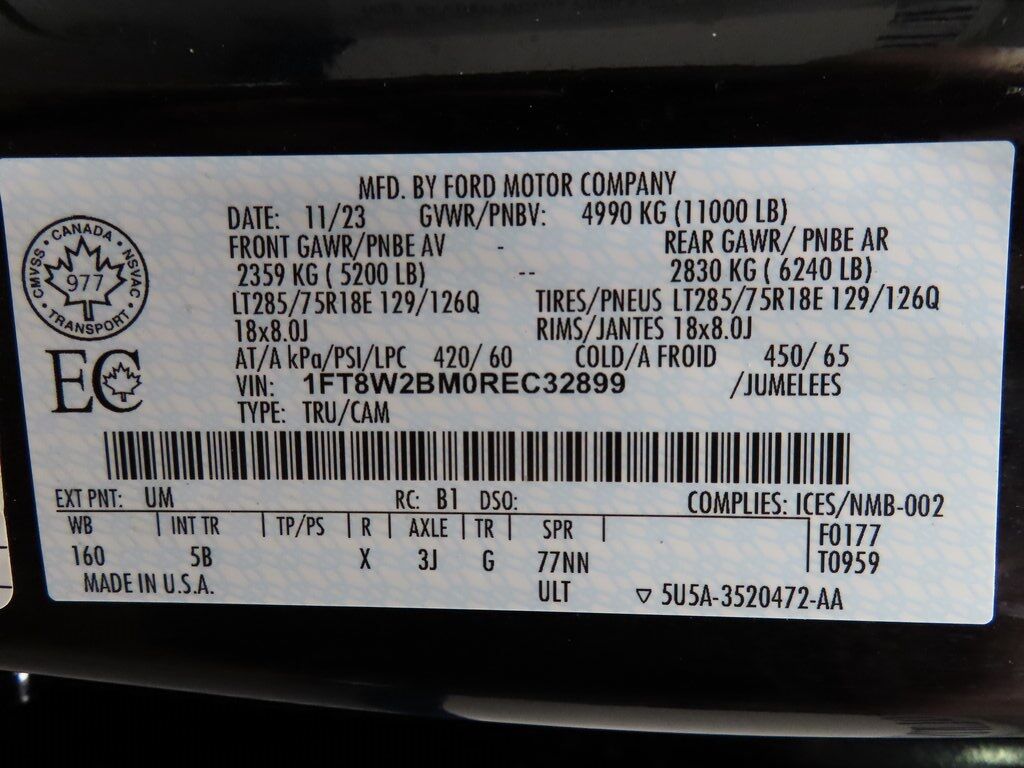 MFD. BY FORD MOTOR COMPANY
DATE: 11/23 GVWR/PNBV: 4990 KG (11000 LB)
FRONT GAWR/PNBE AV - REAR GAWR/ PNBE AR
2359 KG ( 5200 LB) -- 2830 KG ( 6240 LB)
LT285/75R18E 129/126Q TIRES/PNEUS LT285/75R18E 129/126Q
18x8.0J RIMS/JANTES 18x8.0J
AT/A kPa/PSI/LPC 420/ 60 COLD/A FROID 450/ 65
VIN: 1FT8W2BM0REC32899 /JUMELEES
TYPE: TRU/CAM
CANADA
CMVSS NSVAC
977
TRANSPORT
EC
EXT PNT: UM RC: B1 DSO: COMPLIES: ICES/NMB-002
WB | INT TR | TP/PS | R | AXLE | TR | SPR | F0177
160 5B X 3J G 77NN T0959
MADE IN U.S.A. ULT ▽ 5U5A-3520472-AA